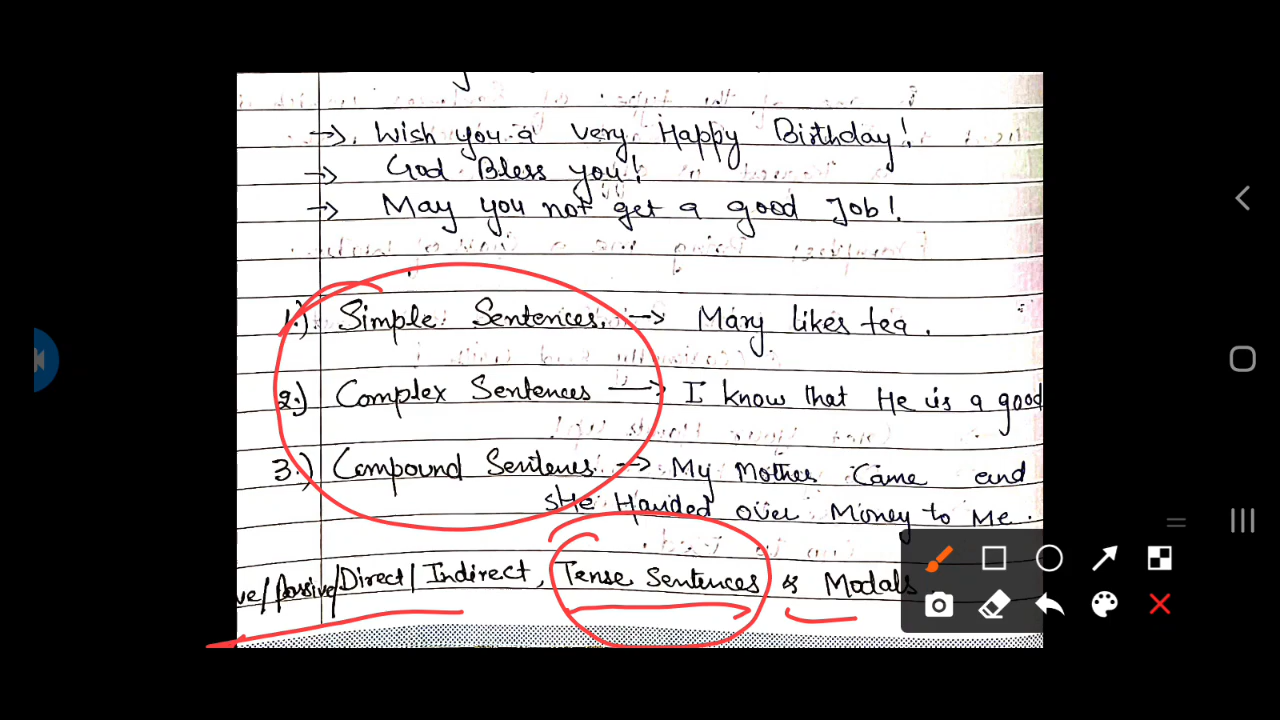 → Wish you a very Happy Birthday!
→ God Bless you!
→ May you not get a good Job!
1.) Simple Sentences. → Mary likes tea.
2.) Complex Sentences → I know that He is a good
3.) Compound Sentences → My Mother Came and
she Handed over Money to Me.
ve/Passive/Direct/Indirect, Tense Sentences & Modals